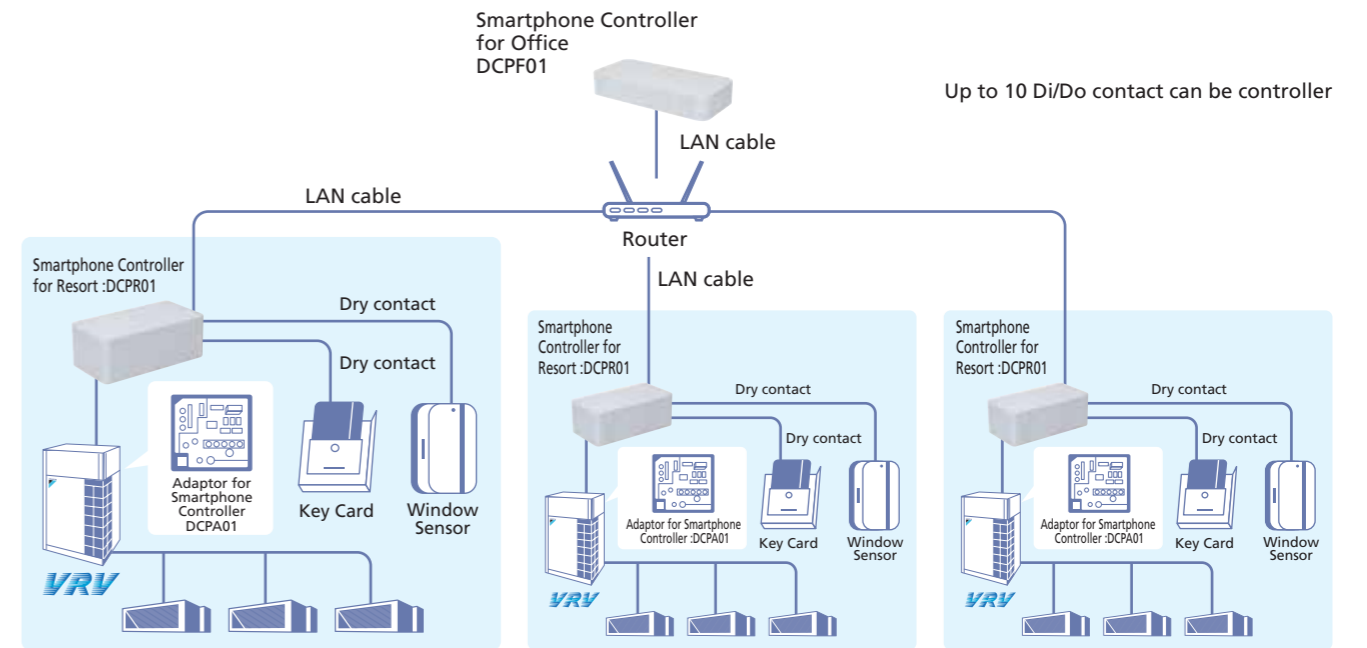 Smartphone Controller
for Office
DCPF01
Up to 10 Di/Do contact can be controller
LAN cable
LAN cable
Router
LAN cable
Smartphone Controller
for Resort :DCPR01
Dry contact
Dry contact
Adaptor for
Smartphone
Controller
DCPA01
Key Card
Window
Sensor
VRV
Smartphone
Controller for
Resort :DCPR01
Dry contact
Dry contact
Adaptor for Smartphone
Controller :DCPA01
Key Card
Window
Sensor
VRV
Smartphone
Controller for
Resort :DCPR01
Dry contact
Dry contact
Adaptor for Smartphone
Controller :DCPA01
Key Card
Window
Sensor
VRV